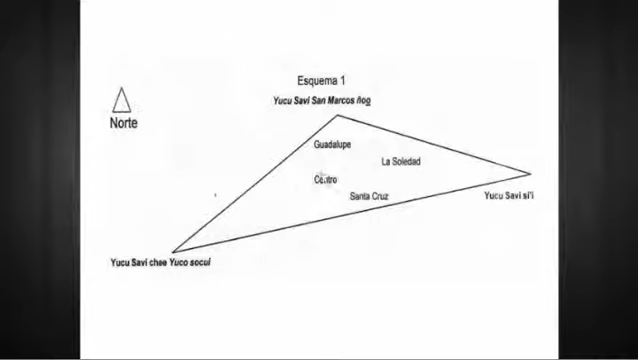 Esquema 1
Yucu Savi San Marcos ñog
Norte
Guadalupe
La Soledad
Centro
Santa Cruz
Yucu Savi si'i
Yucu Savi chee Yuco socui